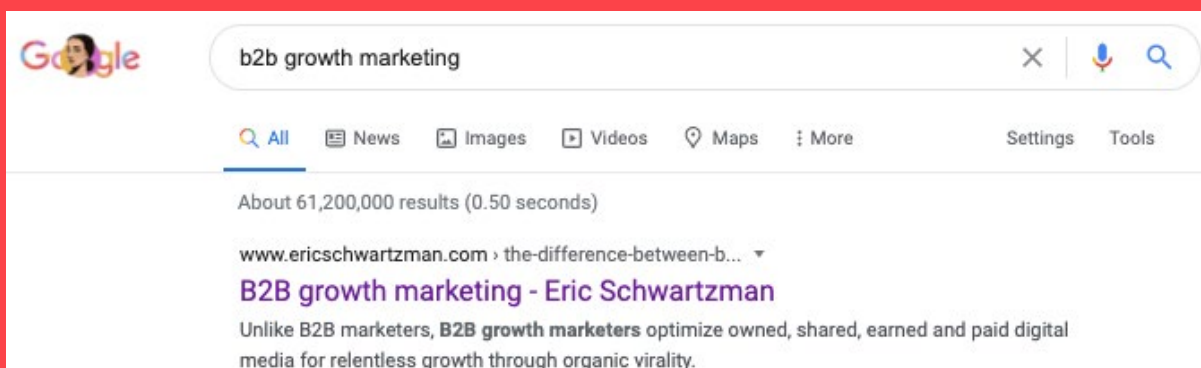 Google
b2b growth marketing
All News Images Videos Maps More Settings Tools
About 61,200,000 results (0.50 seconds)
www.ericschwartzman.com › the-difference-between-b...
B2B growth marketing - Eric Schwartzman
Unlike B2B marketers, B2B growth marketers optimize owned, shared, earned and paid digital
media for relentless growth through organic virality.